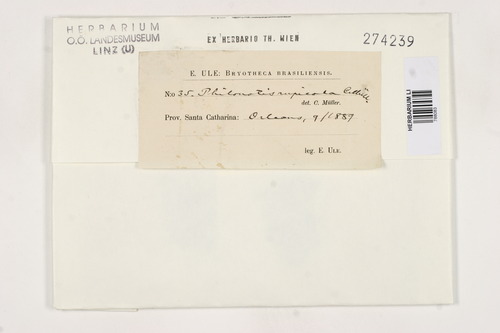 HERBARIUM
O.Ö. LANDESMUSEUM
LINZ (U)
EX HERBARIO TH. WIEN
274239
E. ULE: BRYOTHECA BRASILIENSIS.
No: 35. Philonotis rupicola C. Müll.
det. C. Müller.
Prov. Santa Catharina: Orleans, 9/1889
leg. E. ULE.
HERBARIUM LI